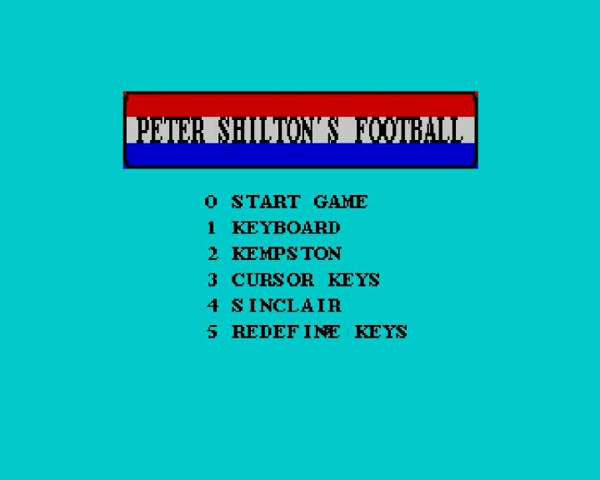 PETER SHILTON'S FOOTBALL
0 START GAME
1 KEYBOARD
2 KEMPSTON
3 CURSOR KEYS
4 SINCLAIR
5 REDEFINE KEYS